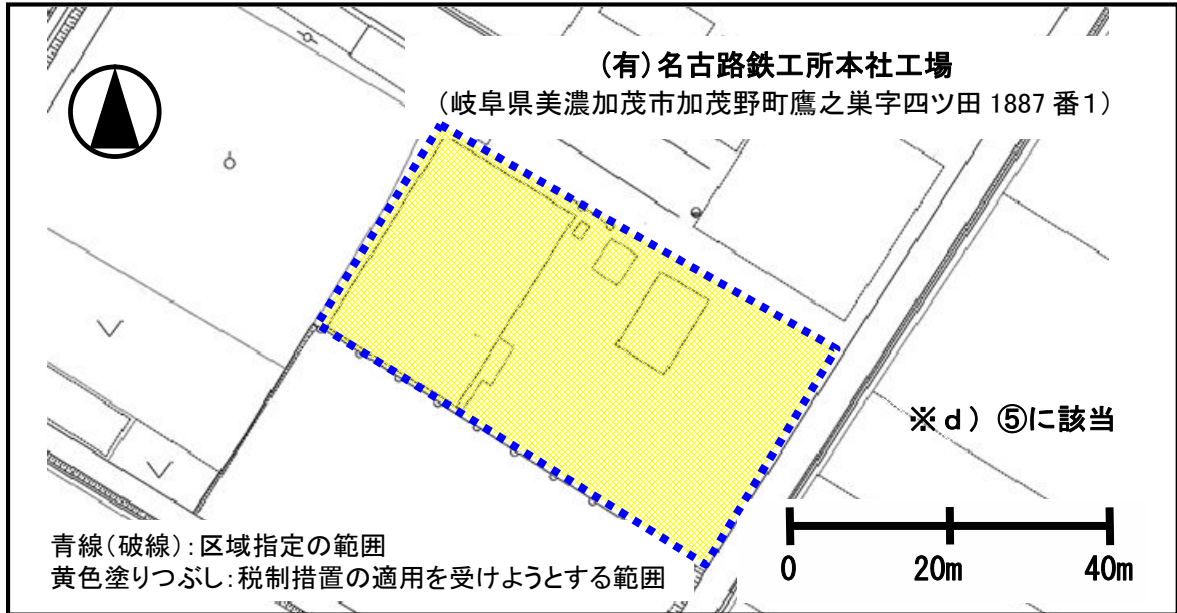 (有)名古路鉄工所本社工場
(岐阜県美濃加茂市加茂野町鷹之巣字四ツ田 1887 番1)
※d) ⑤に該当
青線(破線):区域指定の範囲
黄色塗りつぶし:税制措置の適用を受けようとする範囲
0 20m 40m